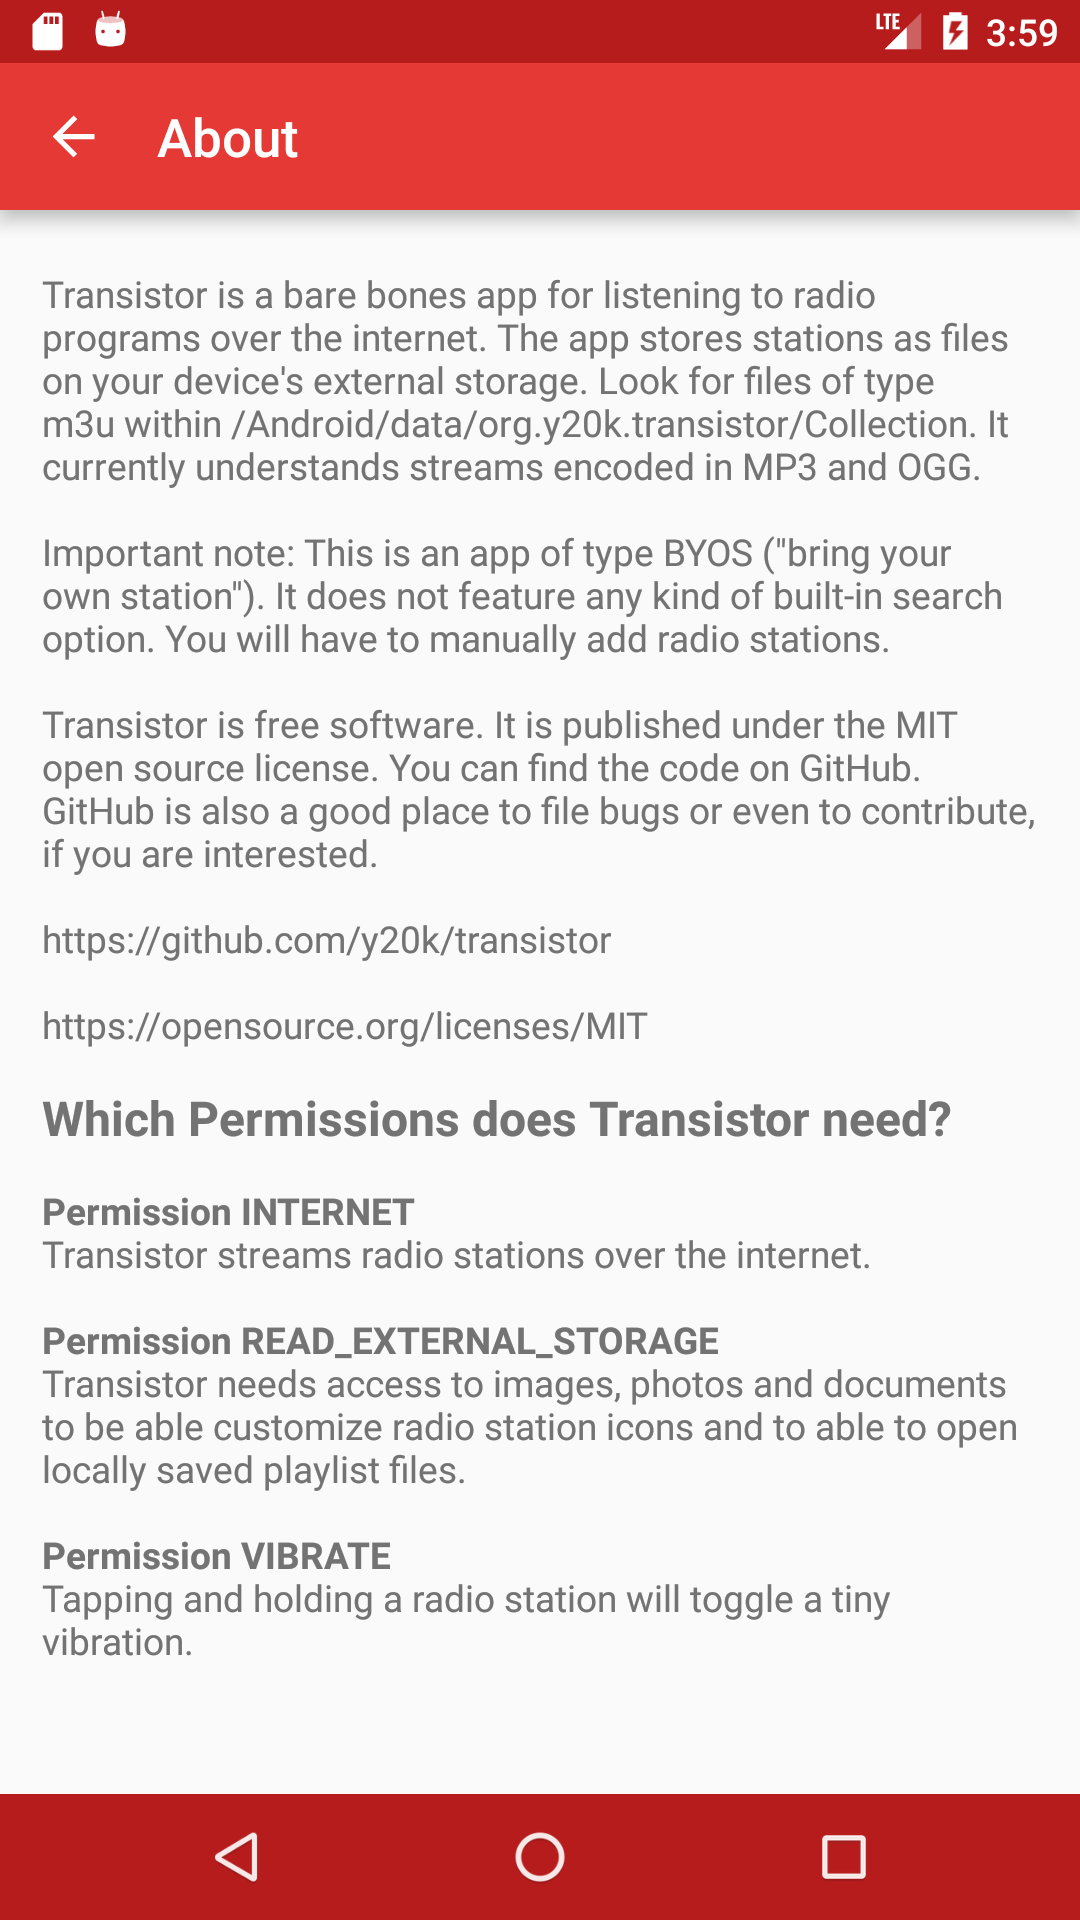 LTE 3:59
About
Transistor is a bare bones app for listening to radio
programs over the internet. The app stores stations as files
on your device's external storage. Look for files of type
m3u within /Android/data/org.y20k.transistor/Collection. It
currently understands streams encoded in MP3 and OGG.
Important note: This is an app of type BYOS ("bring your
own station"). It does not feature any kind of built-in search
option. You will have to manually add radio stations.
Transistor is free software. It is published under the MIT
open source license. You can find the code on GitHub.
GitHub is also a good place to file bugs or even to contribute,
if you are interested.
https://github.com/y20k/transistor
https://opensource.org/licenses/MIT
Which Permissions does Transistor need?
Permission INTERNET
Transistor streams radio stations over the internet.
Permission READ_EXTERNAL_STORAGE
Transistor needs access to images, photos and documents
to be able customize radio station icons and to able to open
locally saved playlist files.
Permission VIBRATE
Tapping and holding a radio station will toggle a tiny
vibration.